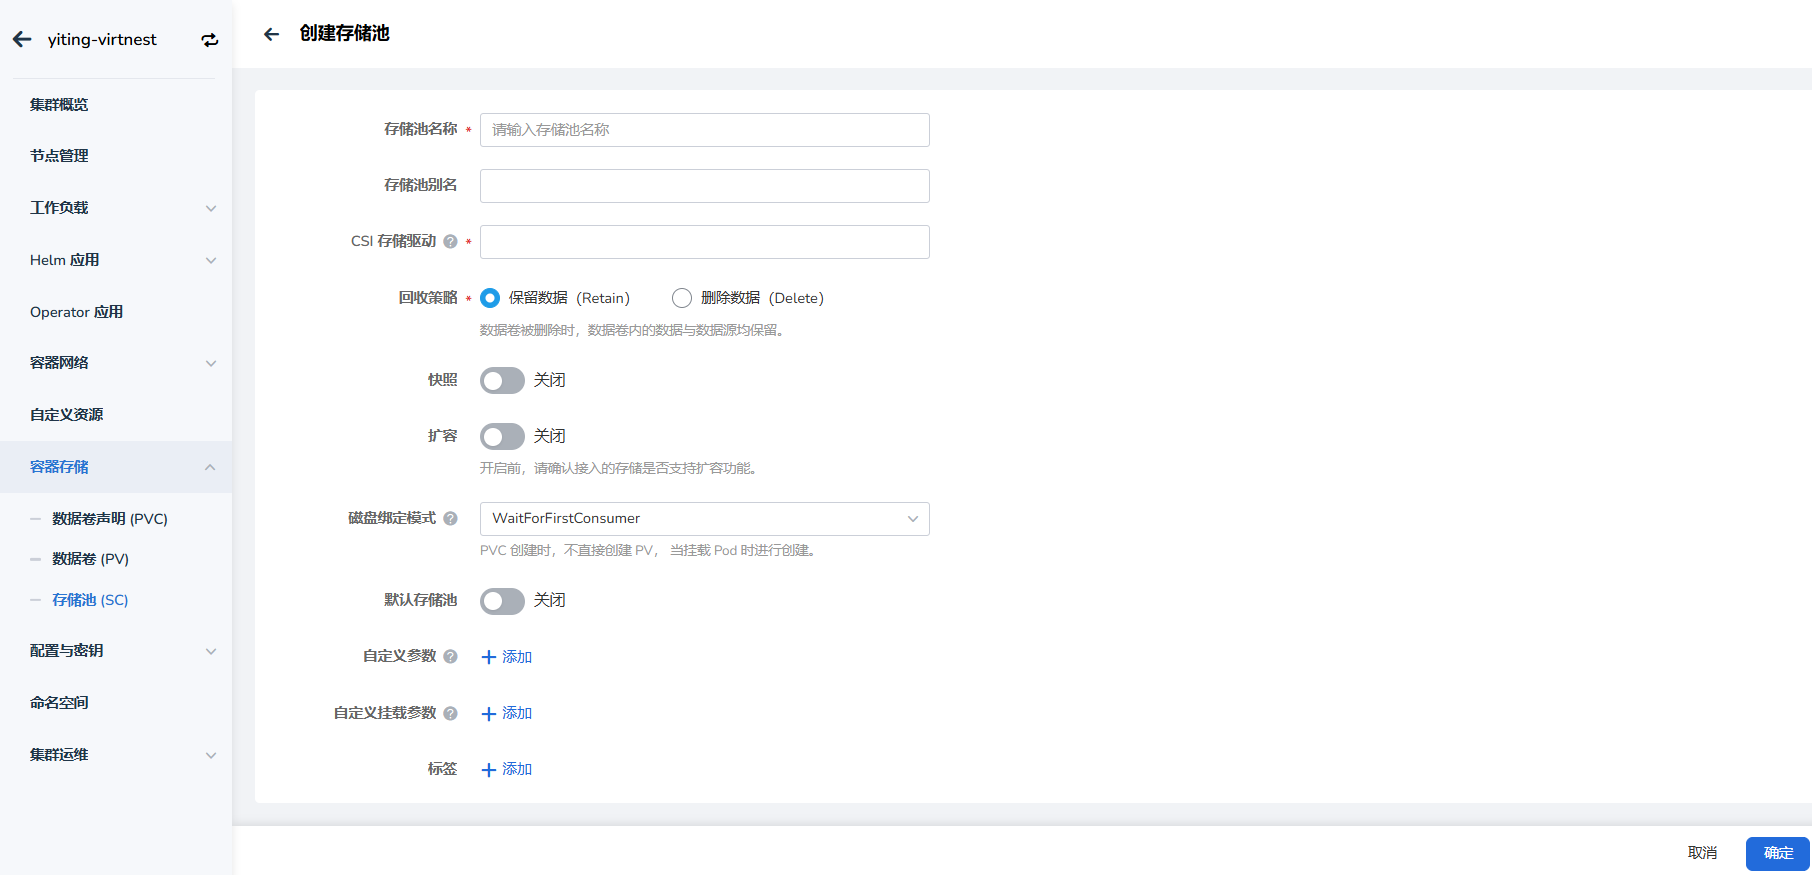 yiting-virtnest
集群概览
节点管理
工作负载
Helm 应用
Operator 应用
容器网络
自定义资源
容器存储
数据卷声明 (PVC)
数据卷 (PV)
存储池 (SC)
配置与密钥
命名空间
集群运维
创建存储池
存储池名称 * 请输入存储池名称
存储池别名
CSI 存储驱动 ? *
回收策略 * 保留数据（Retain） 删除数据（Delete）
数据卷被删除时，数据卷内的数据与数据源均保留。
快照 关闭
扩容 关闭
开启前，请确认接入的存储是否支持扩容功能。
磁盘绑定模式 ? WaitForFirstConsumer
PVC 创建时，不直接创建 PV， 当挂载 Pod 时进行创建。
默认存储池 关闭
自定义参数 ? + 添加
自定义挂载参数 ? + 添加
标签 + 添加
取消 确定